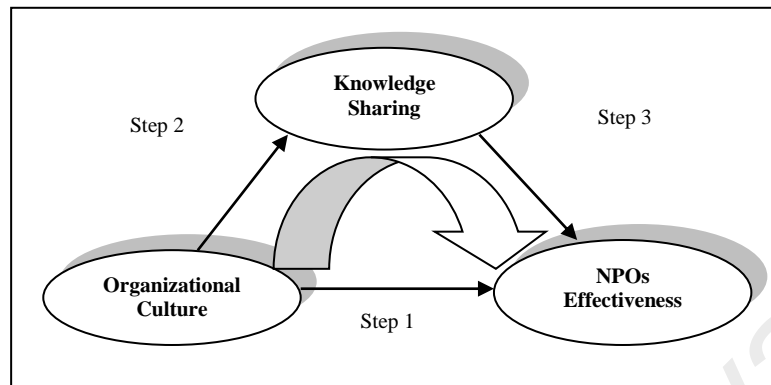 Knowledge
Sharing
Step 2
Step 3
Organizational
Culture
NPOs
Effectiveness
Step 1